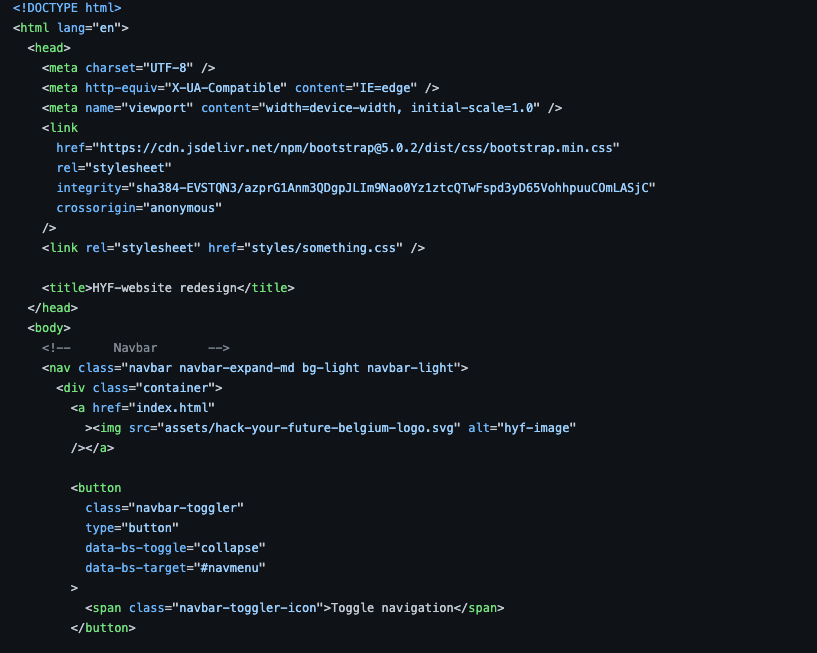 <!DOCTYPE html>
<html lang="en">
  <head>
    <meta charset="UTF-8" />
    <meta http-equiv="X-UA-Compatible" content="IE=edge" />
    <meta name="viewport" content="width=device-width, initial-scale=1.0" />
    <link
      href="https://cdn.jsdelivr.net/npm/bootstrap@5.0.2/dist/css/bootstrap.min.css"
      rel="stylesheet"
      integrity="sha384-EVSTQN3/azprG1Anm3QDgpJLIm9Nao0Yz1ztcQTwFspd3yD65VohhpuuCOmLASjC"
      crossorigin="anonymous"
    />
    <link rel="stylesheet" href="styles/something.css" />

    <title>HYF-website redesign</title>
  </head>
  <body>
    <!--      Navbar       -->
    <nav class="navbar navbar-expand-md bg-light navbar-light">
      <div class="container">
        <a href="index.html"
          ><img src="assets/hack-your-future-belgium-logo.svg" alt="hyf-image"
        /></a>

        <button
          class="navbar-toggler"
          type="button"
          data-bs-toggle="collapse"
          data-bs-target="#navmenu"
        >
          <span class="navbar-toggler-icon">Toggle navigation</span>
        </button>